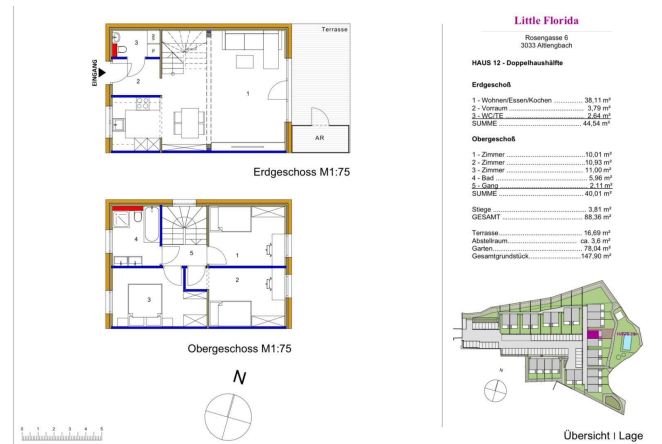 Terrasse
WM
T
3
EINGANG
2
1
AR
Erdgeschoss M1:75
4
5
1
2
3
Obergeschoss M1:75
N
0 1 2 3 4 5
Little Florida
Rosengasse 6
3033 Altlengbach
HAUS 12 - Doppelhaushälfte
Erdgeschoß
1 - Wohnen/Essen/Kochen ............... 38,11 m²
2 - Vorraum ............... 3,79 m²
3 - WC/TE ............... 2,64 m²
SUMME ............... 44,54 m²
Obergeschoß
1 - Zimmer ............... 10,01 m²
2 - Zimmer ............... 10,93 m²
3 - Zimmer ............... 11,00 m²
4 - Bad ............... 5,96 m²
5 - Gang ............... 2,11 m²
SUMME ............... 40,01 m²
Stiege ............... 3,81 m²
GESAMT ............... 88,36 m²
Terrasse............... 16,69 m²
Abstellraum............... ca. 3,6 m²
Garten............... 78,04 m²
Gesamtgrundstück............... 147,90 m²
N
Übersicht | Lage